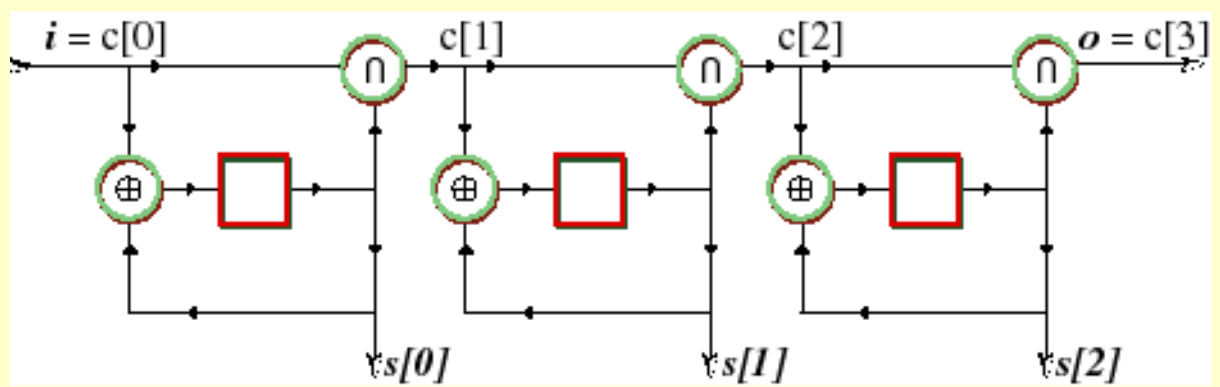 i = c[0] c[1] c[2] o = c[3]
∩ ∩ ∩
⊕ ⊕ ⊕
s[0] s[1] s[2]